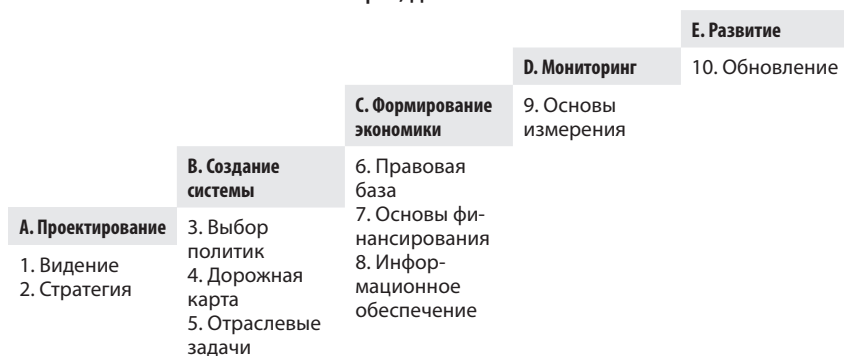 E. Развитие
10. Обновление
D. Мониторинг
9. Основы
измерения
C. Формирование
экономики
6. Правовая
база
7. Основы фи-
нансирования
8. Инфор-
мационное
обеспечение
B. Создание
системы
3. Выбор
политик
4. Дорожная
карта
5. Отраслевые
задачи
A. Проектирование
1. Видение
2. Стратегия